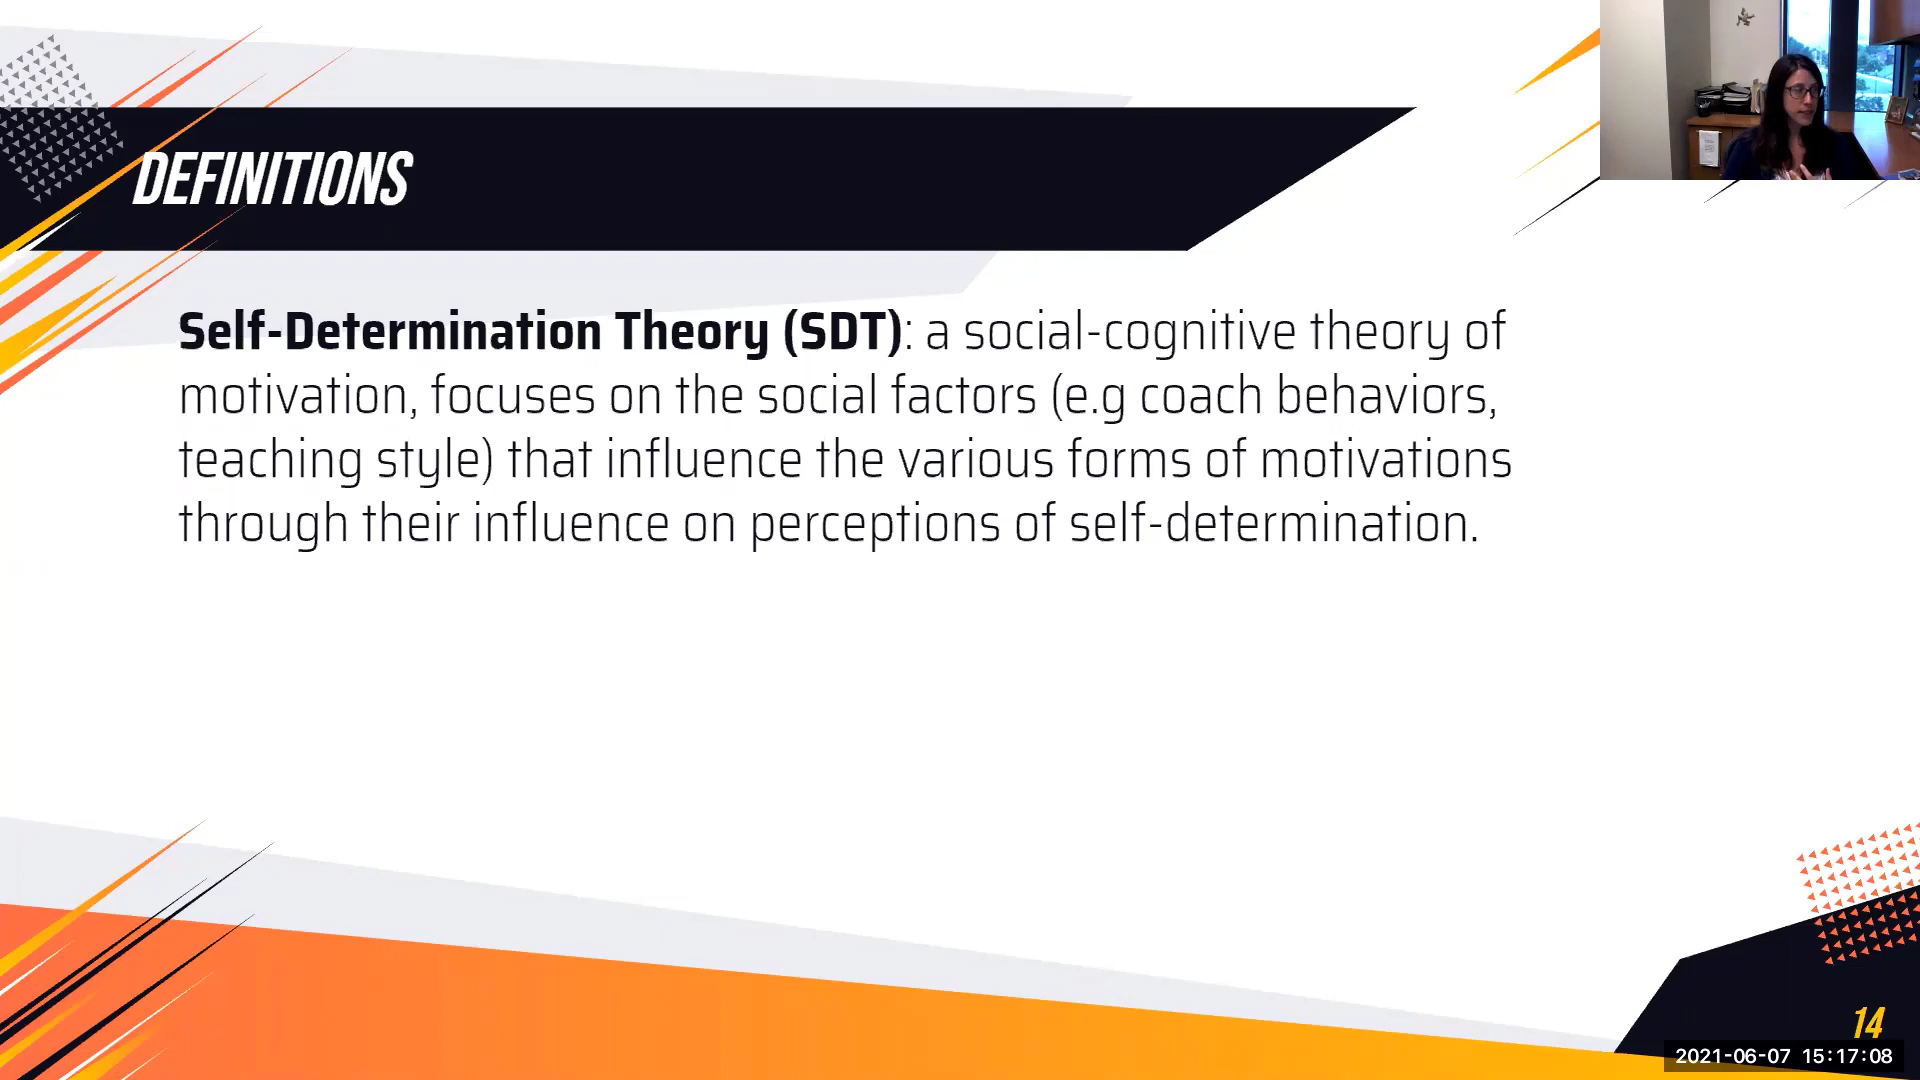 DEFINITIONS
Self-Determination Theory (SDT): a social-cognitive theory of
motivation, focuses on the social factors (e.g coach behaviors,
teaching style) that influence the various forms of motivations
through their influence on perceptions of self-determination.
14
2021-06-07 15:17:08